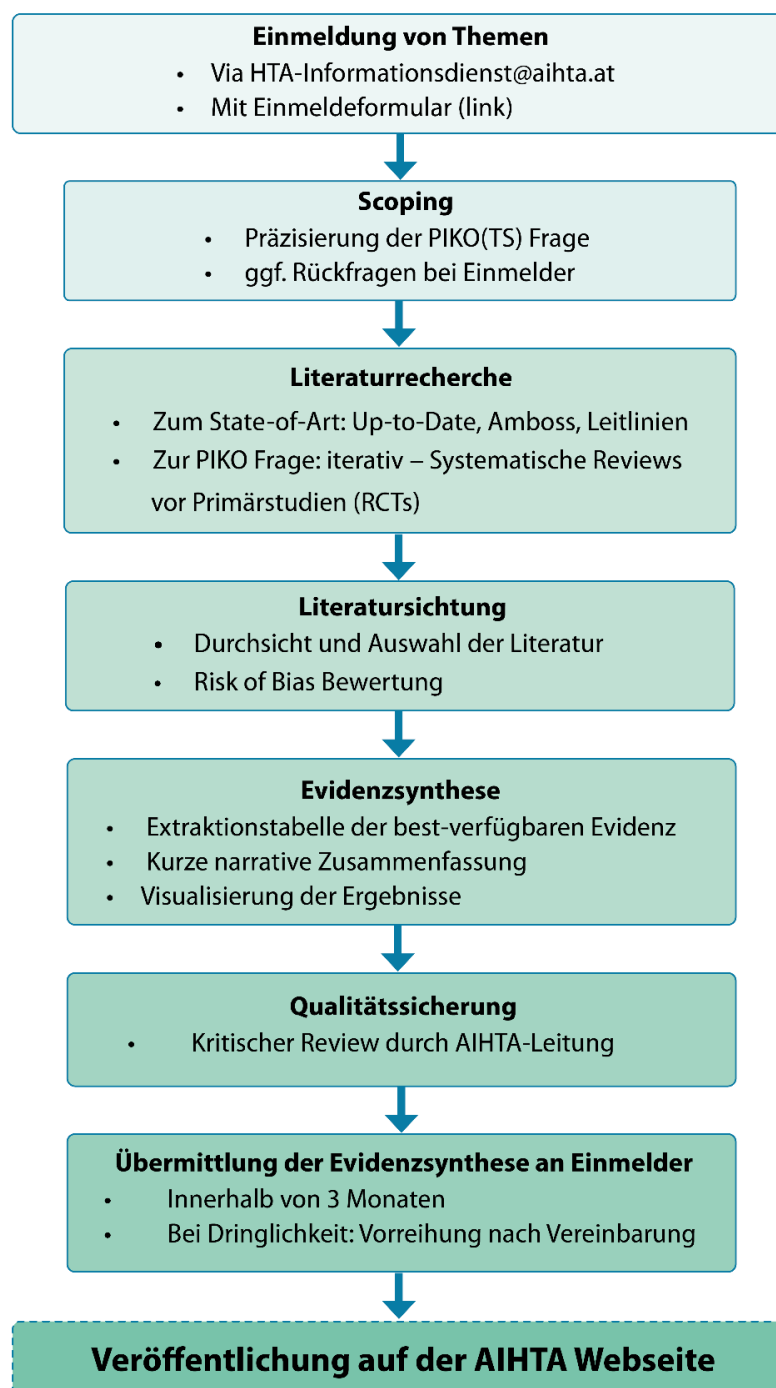 Einmeldung von Themen
• Via HTA-Informationsdienst@aihta.at
• Mit Einmeldeformular (link)
Scoping
• Präzisierung der PIKO(TS) Frage
• ggf. Rückfragen bei Einmelder
Literaturrecherche
• Zum State-of-Art: Up-to-Date, Amboss, Leitlinien
• Zur PIKO Frage: iterativ – Systematische Reviews
vor Primärstudien (RCTs)
Literatursichtung
• Durchsicht und Auswahl der Literatur
• Risk of Bias Bewertung
Evidenzsynthese
• Extraktionstabelle der best-verfügbaren Evidenz
• Kurze narrative Zusammenfassung
• Visualisierung der Ergebnisse
Qualitätssicherung
• Kritischer Review durch AIHTA-Leitung
Übermittlung der Evidenzsynthese an Einmelder
• Innerhalb von 3 Monaten
• Bei Dringlichkeit: Vorreihung nach Vereinbarung
Veröffentlichung auf der AIHTA Webseite